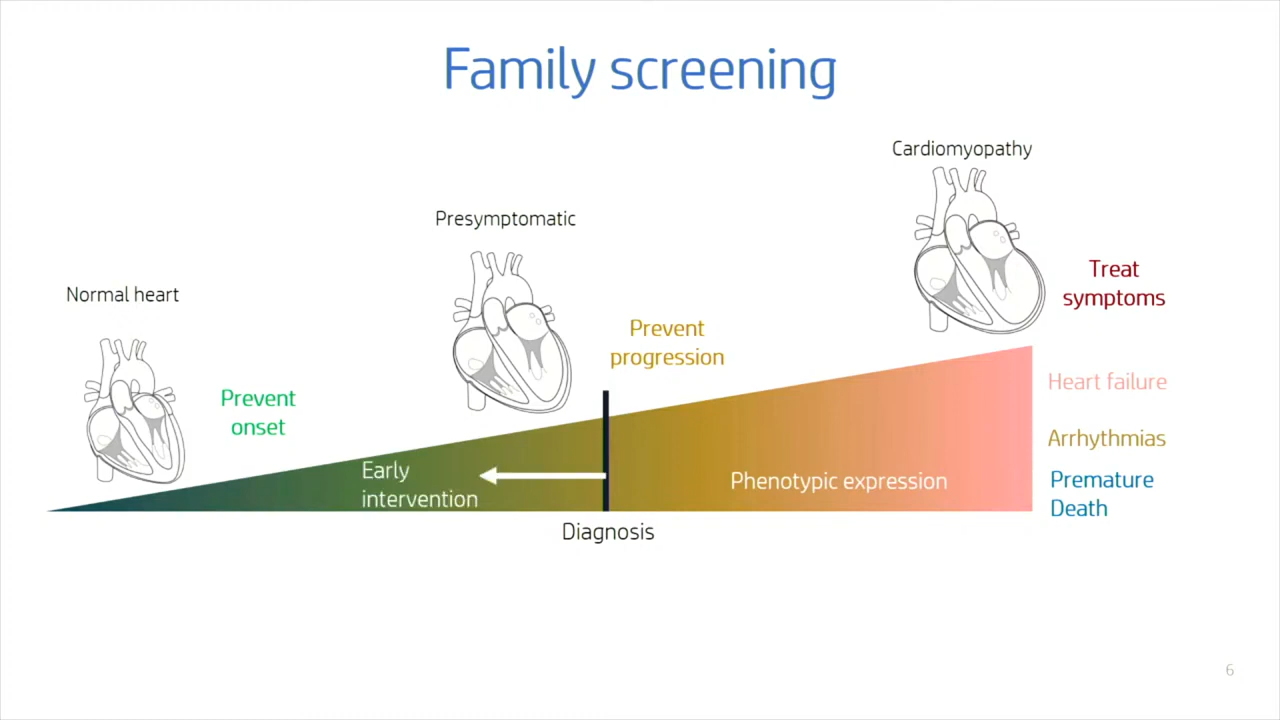 Family screening
Cardiomyopathy
Presymptomatic
Normal heart
Treat
symptoms
Prevent
progression
Prevent
onset
Heart failure
Arrhythmias
Early
intervention
Phenotypic expression
Premature
Death
Diagnosis
6